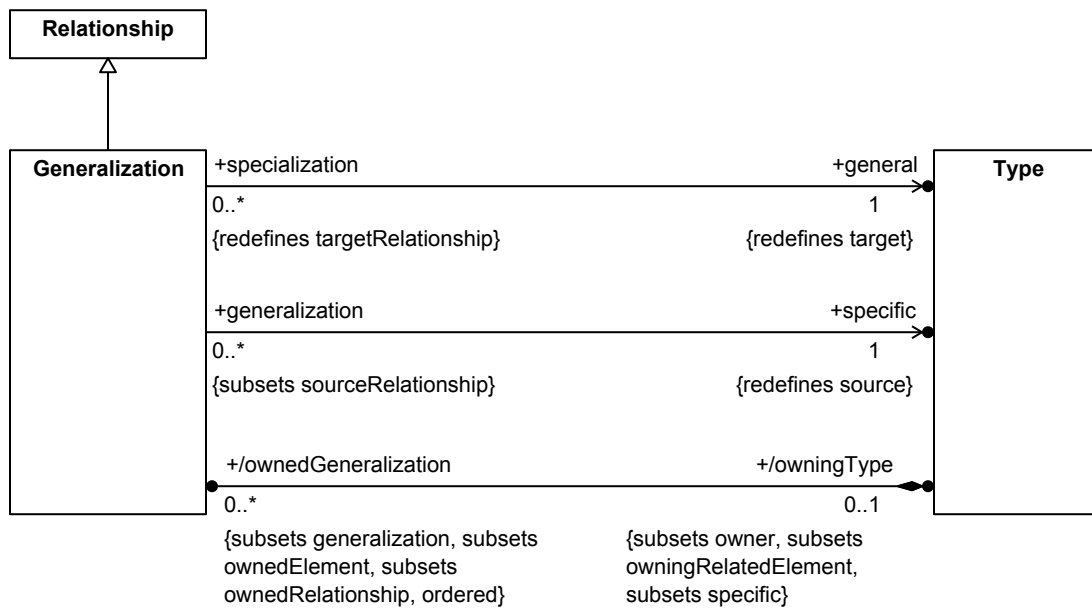 Relationship
Generalization
Type
+specialization
+general
0..*
1
{redefines targetRelationship}
{redefines target}
+generalization
+specific
0..*
1
{subsets sourceRelationship}
{redefines source}
+/ownedGeneralization
+/owningType
0..*
0..1
{subsets generalization, subsets
ownedElement, subsets
ownedRelationship, ordered}
{subsets owner, subsets
owningRelatedElement,
subsets specific}